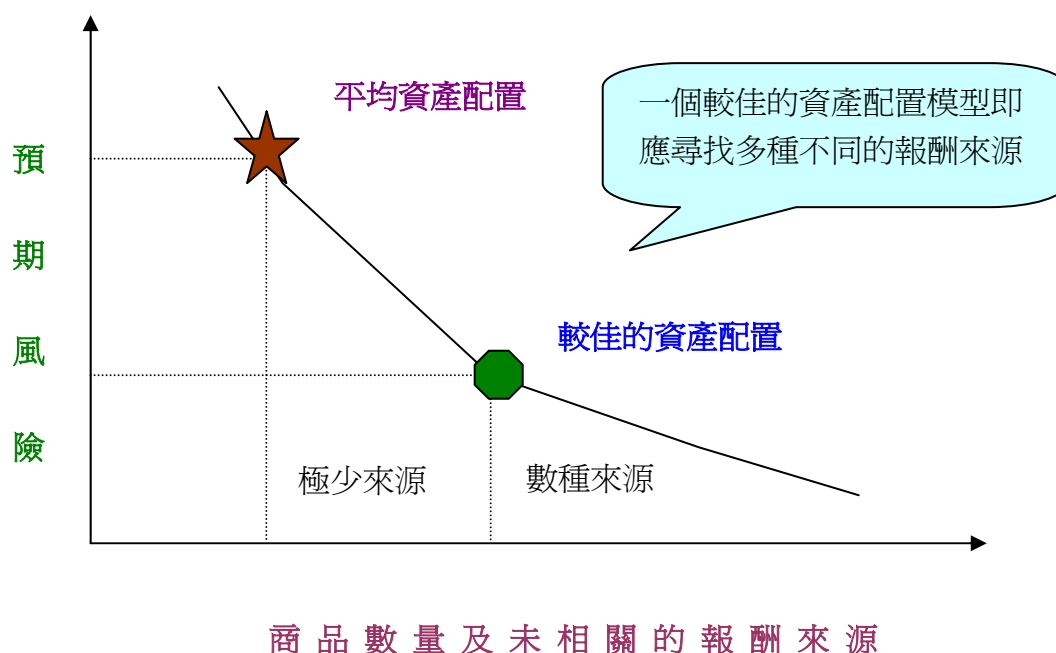 平均資產配置
一個較佳的資產配置模型即
應尋找多種不同的報酬來源
預期風險
較佳的資產配置
極少來源
數種來源
商品數量及未相關的報酬來源